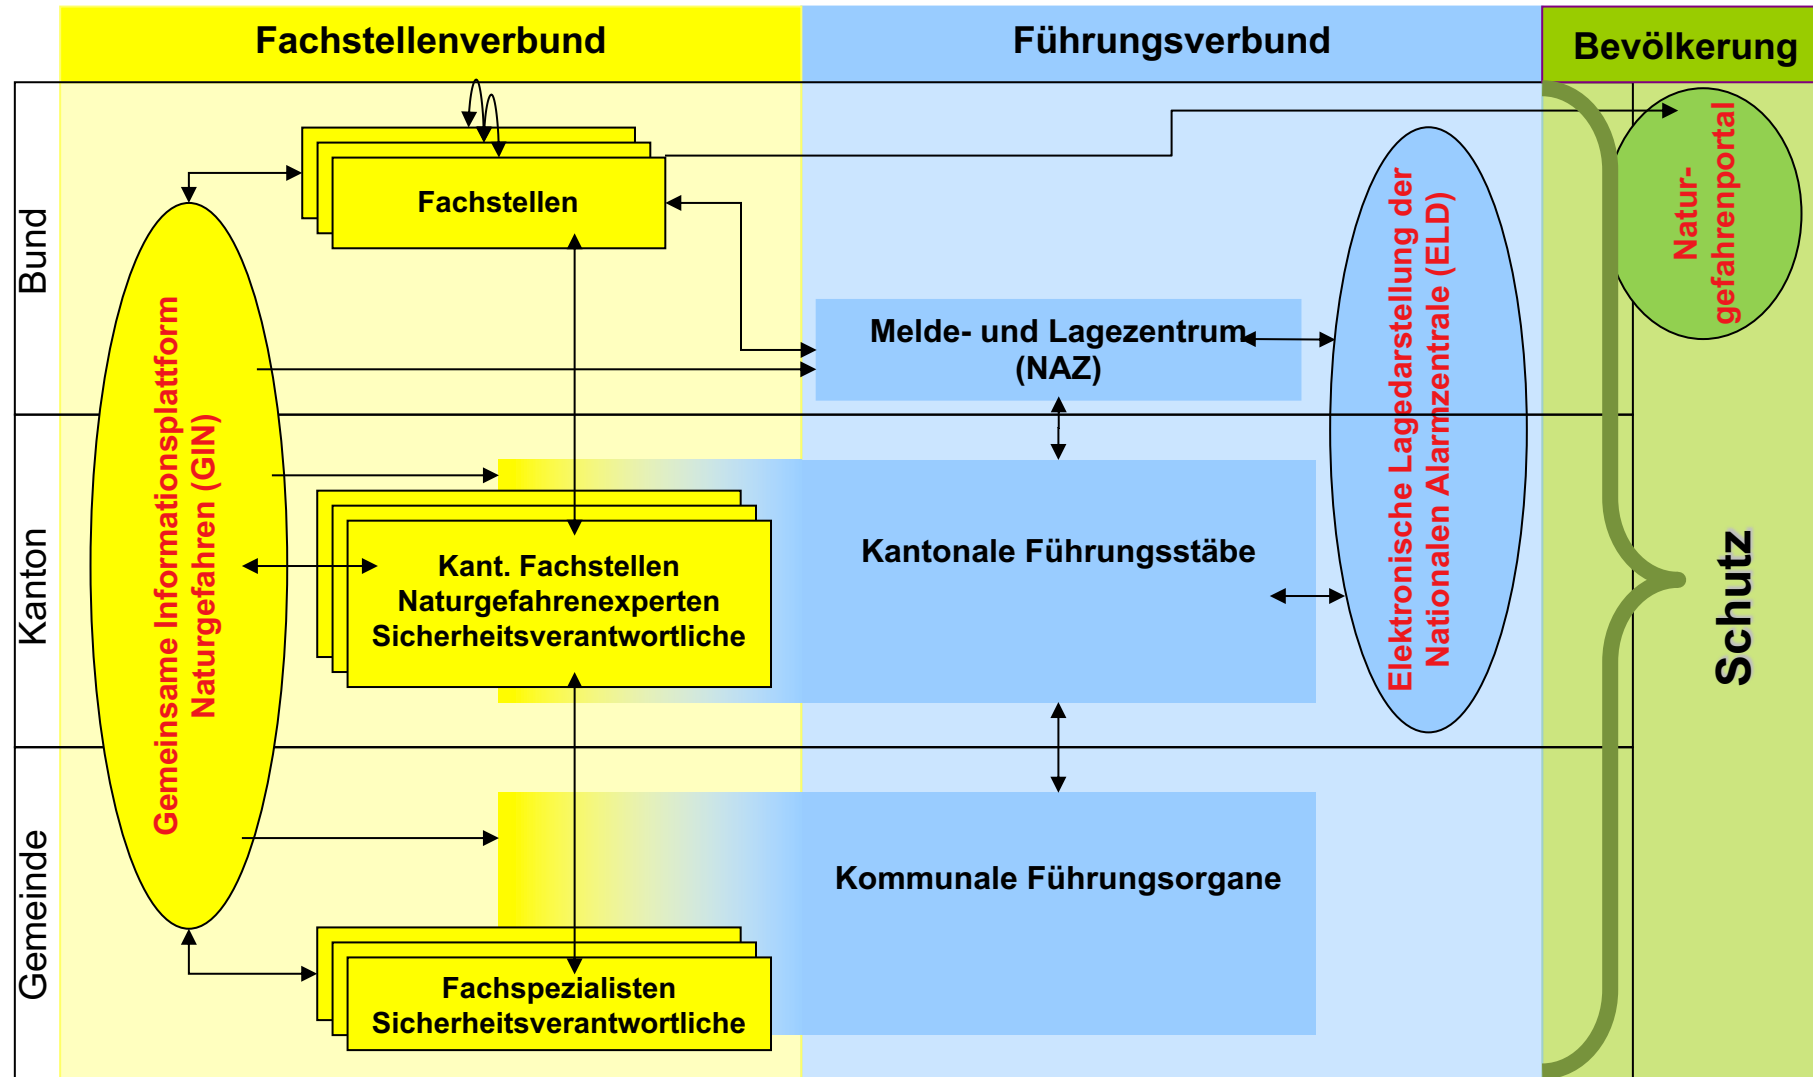 Fachstellenverbund
Führungsverbund
Bevölkerung
Bund
Fachstellen
Natur-
gefahrenportal
Melde- und Lagezentrum
(NAZ)
Elektronische Lagedarstellung der
Nationalen Alarmzentrale (ELD)
Gemeinsame Informationsplattform
Naturgefahren (GIN)
Kanton
Kant. Fachstellen
Naturgefahrenexperten
Sicherheitsverantwortliche
Kantonale Führungsstäbe
Schutz
Gemeinde
Kommunale Führungsorgane
Fachspezialisten
Sicherheitsverantwortliche